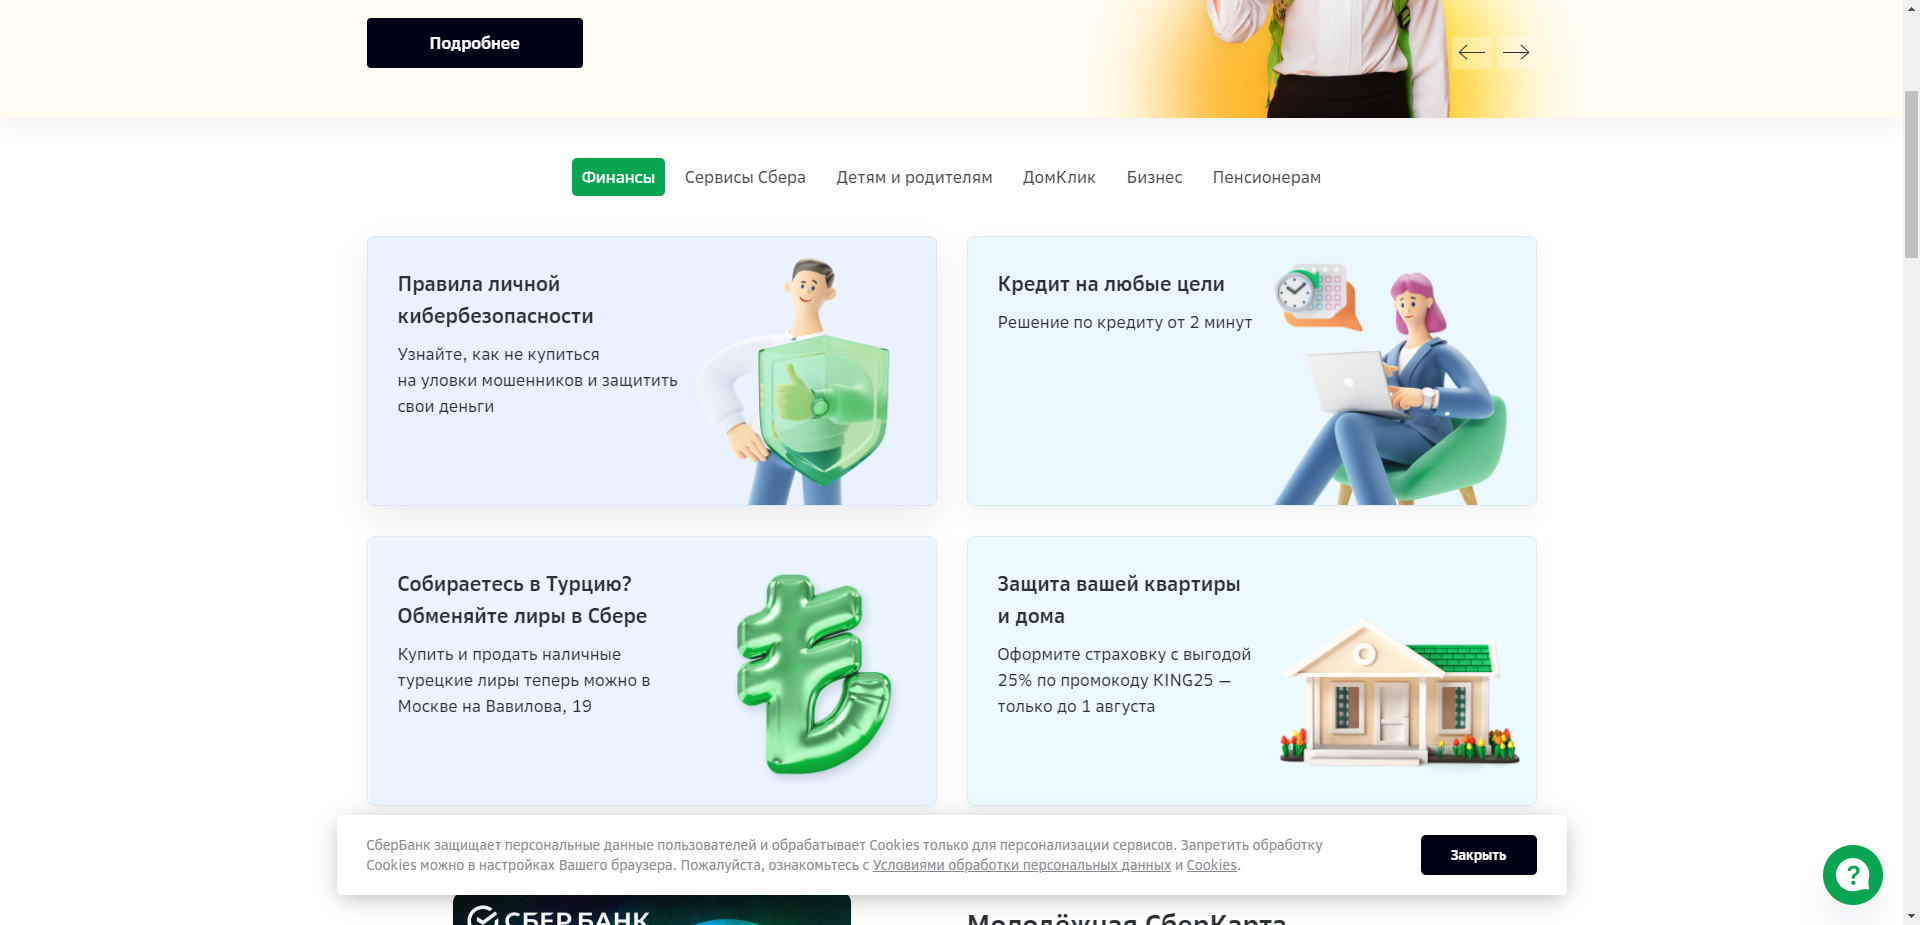 Подробнее
Финансы
Сервисы Сбера
Детям и родителям
ДомКлик
Бизнес
Пенсионерам
Правила личной
кибербезопасности
Узнайте, как не купиться
на уловки мошенников и защитить
свои деньги
Кредит на любые цели
Решение по кредиту от 2 минут
Собираетесь в Турцию?
Обменяйте лиры в Сбере
Купить и продать наличные
турецкие лиры теперь можно в
Москве на Вавилова, 19
Защита вашей квартиры
и дома
Оформите страховку с выгодой
25% по промокоду KING25 —
только до 1 августа
СберБанк защищает персональные данные пользователей и обрабатывает Cookies только для персонализации сервисов. Запретить обработку
Cookies можно в настройках Вашего браузера. Пожалуйста, ознакомьтесь с Условиями обработки персональных данных и Cookies.
Закрыть
СБЕР БАНК
Молодёжная СберКарта